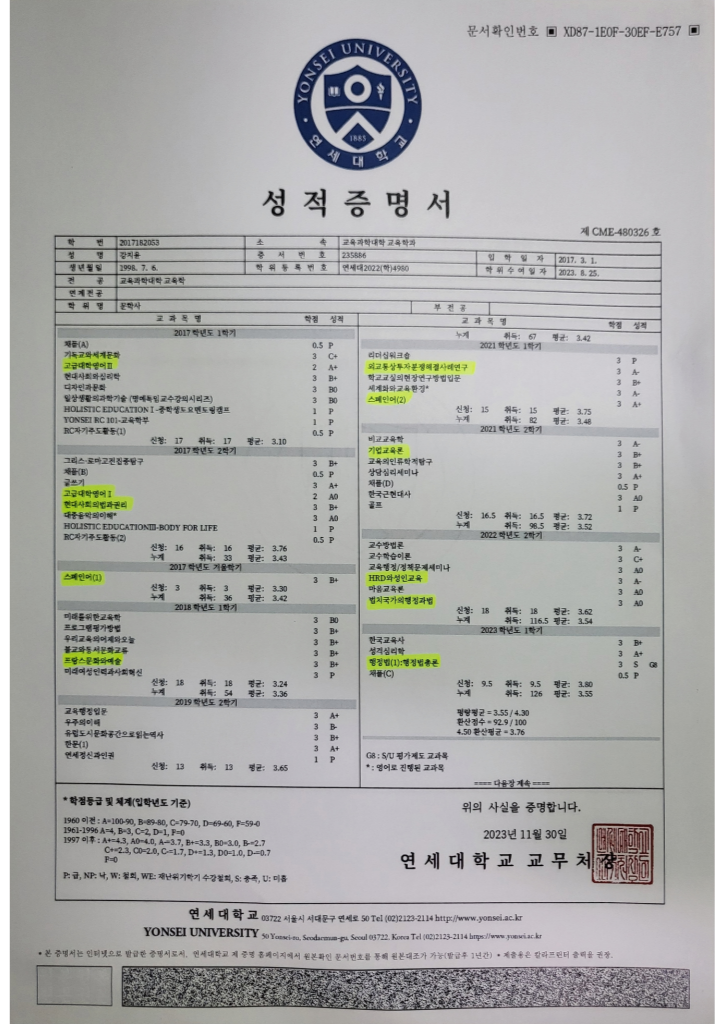 문서확인번호 ▣ XD87-1E0F-30EF-E757 ▣
YONSEI UNIVERSITY
1885
연세대학교
성적증명서
제 CME-480326 호
학 번 2017182053 소 속 교육과학대학 교육학과
성 명 강지윤 증 서 번 호 235886 입 학 일 자 2017. 3. 1.
생년월일 1998. 7. 6. 학 위 등 록 번 호 연세대2022(학)4980 학 위 수 여 일 자 2023. 8. 25.
전 공 교육과학대학 교육학
연계전공
학 위 명 문학사 부 전 공
교 과 목 명 학점 성적
2017 학년도 1학기
채플(A) 0.5 P
기독교와세계문화 3 C+
고급대학영어II 2 A+
현대사회와심리학 3 B+
디자인과문화 3 B0
일상생활의과학기술 (명예특임교수강의시리즈) 3 B0
HOLISTIC EDUCATION I -중학생도요멘토링캠프 1 P
YONSEI RC 101-교육학부 1 P
RC자기주도활동(1) 0.5 P
신청: 17 취득: 17 평균: 3.10
2017 학년도 2학기
그리스·로마고전진풍탐구 3 B+
채플(B) 0.5 P
글쓰기 3 A+
고급대학영어 I 2 A0
현대사회의법과권리 3 B+
대중음악의이해* 3 A0
HOLISTIC EDUCATIONIII-BODY FOR LIFE 1 P
RC자기주도활동(2) 0.5 P
신청: 16 취득: 16 평균: 3.76
누계 취득: 33 평균: 3.43
2017 학년도 겨울학기
스페인어(1) 3 B+
신청: 3 취득: 3 평균: 3.30
누계 취득: 36 평균: 3.42
2018 학년도 1학기
미래를위한교육학 3 B0
프로그램평가방법 3 B+
우리교육의어제와오늘 3 B+
불교와동서문화교류 3 B+
프랑스문화와예술 3 B+
미래여성인력과사회혁신 3 P
신청: 18 취득: 18 평균: 3.24
누계 취득: 54 평균: 3.36
2019 학년도 2학기
교육행정입문 3 A+
우주의이해 3 B-
유럽도시문화공간으로읽는역사 3 B+
한문(1) 3 A+
연세정신과인권 1 P
신청: 13 취득: 13 평균: 3.65
교 과 목 명 학점 성적
누계 취득: 67 평균: 3.42
2021 학년도 1학기
리더십워크숍 3 P
외교통상투자분쟁해결사례연구 3 A-
학교교실의현장연구방법입문 3 B+
세계화와교육환경* 3 A-
스페인어(2) 3 A+
신청: 15 취득: 15 평균: 3.75
누계 취득: 82 평균: 3.48
2021 학년도 2학기
비교교육학 3 A-
기업교육론 3 B+
교육의인류학적탐구 3 B+
상담심리세미나 3 A+
채플(D) 0.5 P
한국근현대사 3 A0
골프 1 P
신청: 16.5 취득: 16.5 평균: 3.72
누계 취득: 98.5 평균: 3.52
2022 학년도 2학기
교수방법론 3 A-
교수학습이론 3 C+
교육행정/정책문제세미나 3 A0
HRD와성인교육 3 A-
마음교육론 3 A0
법치국가의행정과법 3 A0
신청: 18 취득: 18 평균: 3.62
누계 취득: 116.5 평균: 3.54
2023 학년도 1학기
한국교육사 3 B+
성격심리학 3 A+
행정법(1):행정법총론 3 S G8
채플(C) 0.5 P
신청: 9.5 취득: 9.5 평균: 3.80
누계 취득: 126 평균: 3.55
평량평균 = 3.55 / 4.30
환산점수 = 92.9 / 100
4.50 환산평균 = 3.76
G8 : S/U 평가제도 교과목
* : 영어로 진행된 교과목
==== 다음장 계속 ====
*학점등급 및 체계(입학년도 기준)
1960 이전 : A=100-90, B=89-80, C=79-70, D=69-60, F=59-0
1961-1996 A=4, B=3, C=2, D=1, F=0
1997 이후 : A+=4.3, A0=4.0, A-=3.7, B+=3.3, B0=3.0, B-=2.7
C+=2.3, C0=2.0, C-=1.7, D+=1.3, D0=1.0, D-=0.7
F=0
P: 급, NP: 낙, W: 철회, WE: 재난위기학기 수강철회, S: 충족, U: 미흡
위의 사실을 증명합니다.
2023년 11월 30일
연 세 대 학 교 교 무 처 장
연세대학교 03722 서울시 서대문구 연세로 50 Tel (02)2123-2114 http://www.yonsei.ac.kr
YONSEI UNIVERSITY 50 Yonsei-ro, Seodaemun-gu, Seoul 03722, Korea Tel (02)2123-2114 https://www.yonsei.ac.kr
* 본 증명서는 인터넷으로 발급한 증명서로서, 연세대학교 제 증명 홈페이지에서 원본확인 문서번호를 통해 원본대조가 가능(발급후 1년간) * 제출용은 칼라프린터 출력을 권장.